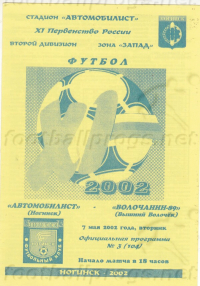 СТАДИОН «АВТОМОБИЛИСТ»
XI Первенство России
ВТОРОЙ ДИВИЗИОН ЗОНА "ЗАПАД"
ФУТБОЛ
2002
«АВТОМОБИЛИСТ» - «ВОЛОЧАНИН-89»
(Ногинск) (Вышний Волочек)
7 мая 2002 года, вторник
Официальная программа
№ 3 (104)
Начало матча в 18 часов
НОГИНСК - 2002